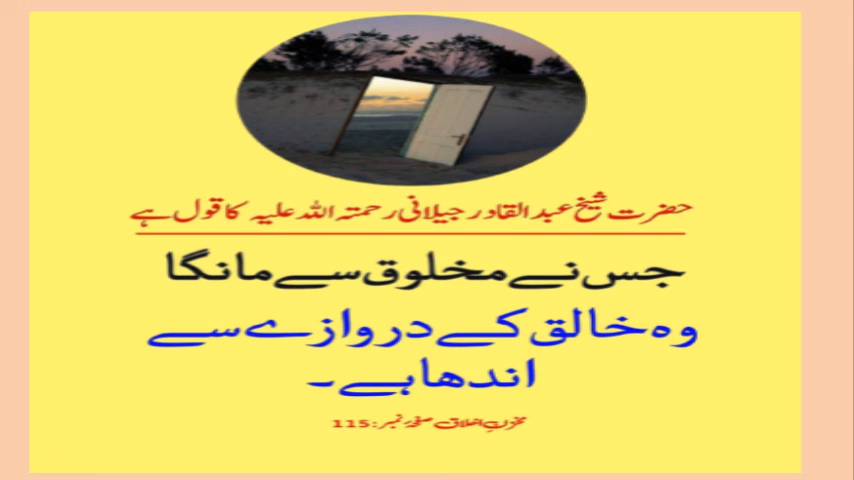 حضرت شیخ عبدالقادر جیلانی رحمتہ اللہ علیہ کا قول ہے
جس نے مخلوق سے مانگا
وہ خالق کے دروازے سے
اندھا ہے۔
مخزنِ اخلاق صفحہ نمبر:115